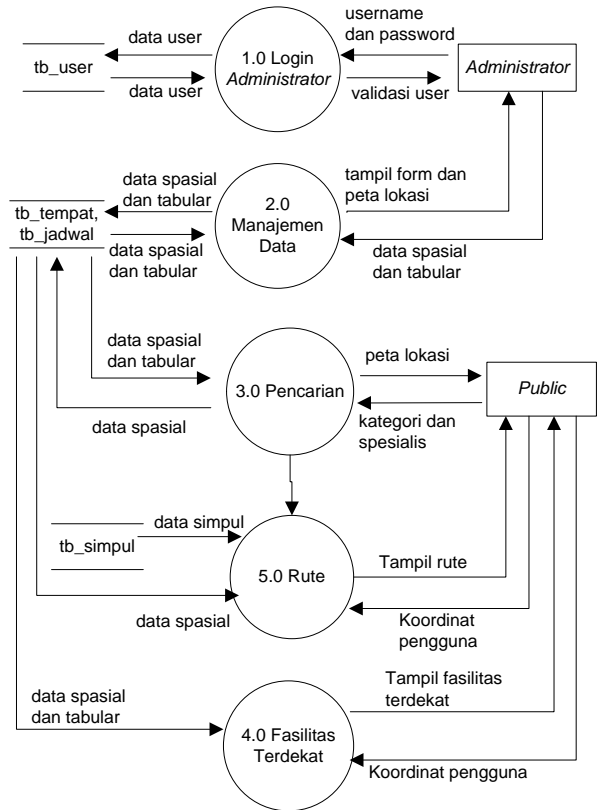 username
dan password
data user
1.0 Login
Administrator
tb_user
Administrator
data user
validasi user
data spasial
dan tabular
tampil form dan
peta lokasi
2.0
Manajemen
Data
tb_tempat,
tb_jadwal
data spasial
dan tabular
data spasial
dan tabular
data spasial
dan tabular
peta lokasi
3.0 Pencarian
Public
data spasial
kategori dan
spesialis
data simpul
tb_simpul
5.0 Rute
Tampil rute
data spasial
Koordinat
pengguna
Tampil fasilitas
terdekat
data spasial
dan tabular
4.0 Fasilitas
Terdekat
Koordinat pengguna